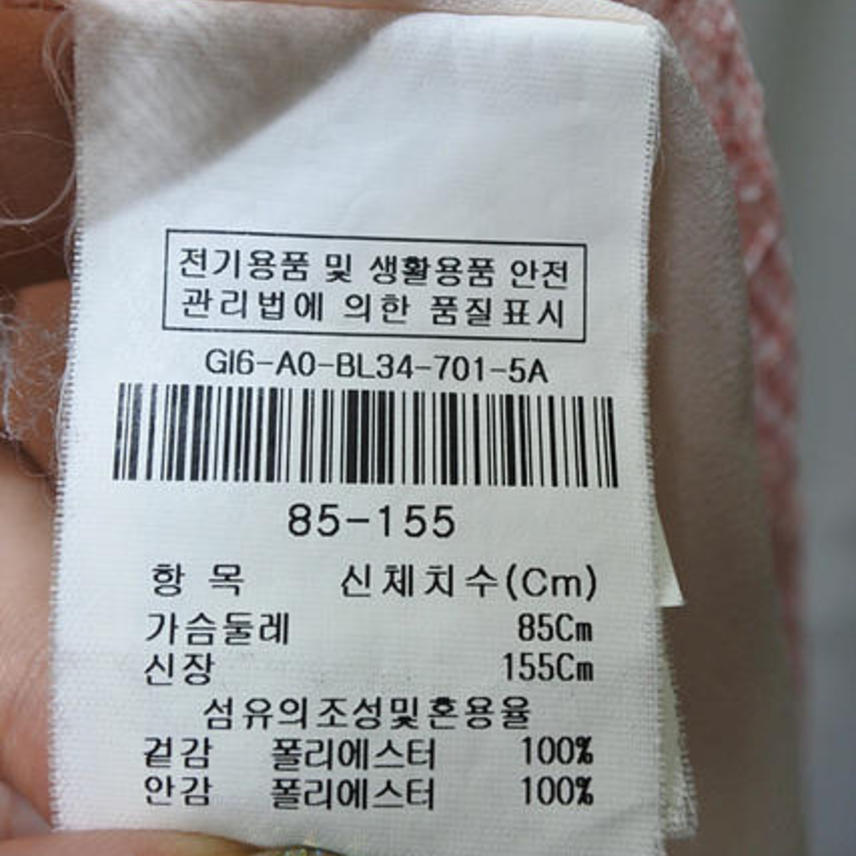 전기용품 및 생활용품 안전
관리법에 의한 품질표시
GI6-A0-BL34-701-5A
85-155
항 목 신체치수(Cm)
가슴둘레 85Cm
신장 155Cm
섬유의조성및혼용율
겉감 폴리에스터 100%
안감 폴리에스터 100%